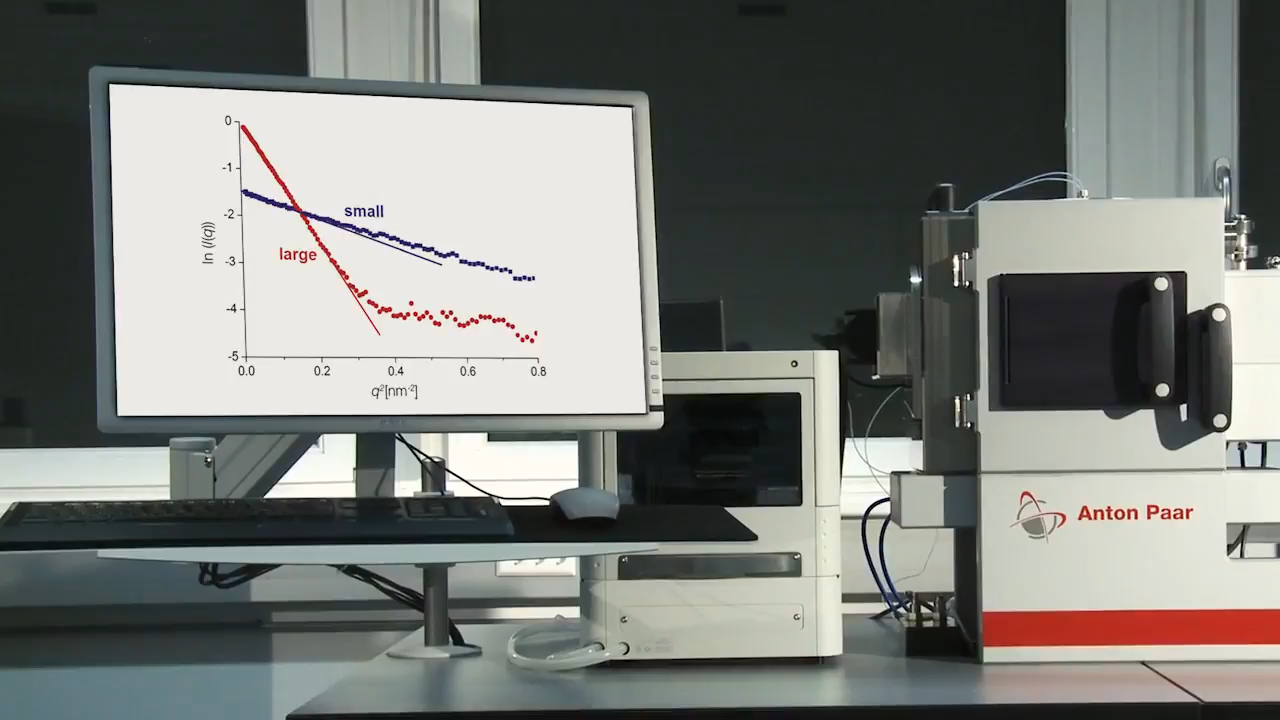 0
-1
-2
-3
-4
-5
ln (I(q))
small
large
0.0 0.2 0.4 0.6 0.8
q²[nm⁻²]
Anton Paar